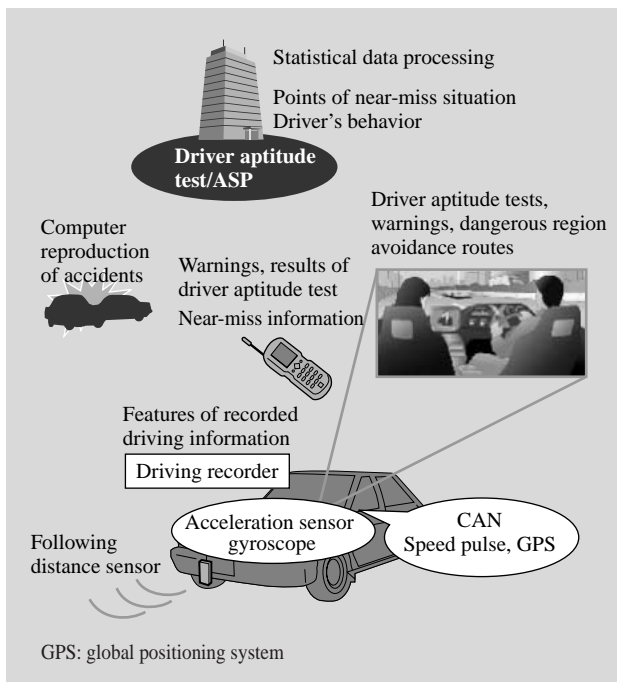 Statistical data processing
Points of near-miss situation
Driver's behavior
Driver aptitude
test/ASP
Driver aptitude tests,
warnings, dangerous region
avoidance routes
Computer
reproduction
of accidents
Warnings, results of
driver aptitude test
Near-miss information
Features of recorded
driving information
Driving recorder
Acceleration sensor
gyroscope
CAN
Speed pulse, GPS
Following
distance sensor
GPS: global positioning system